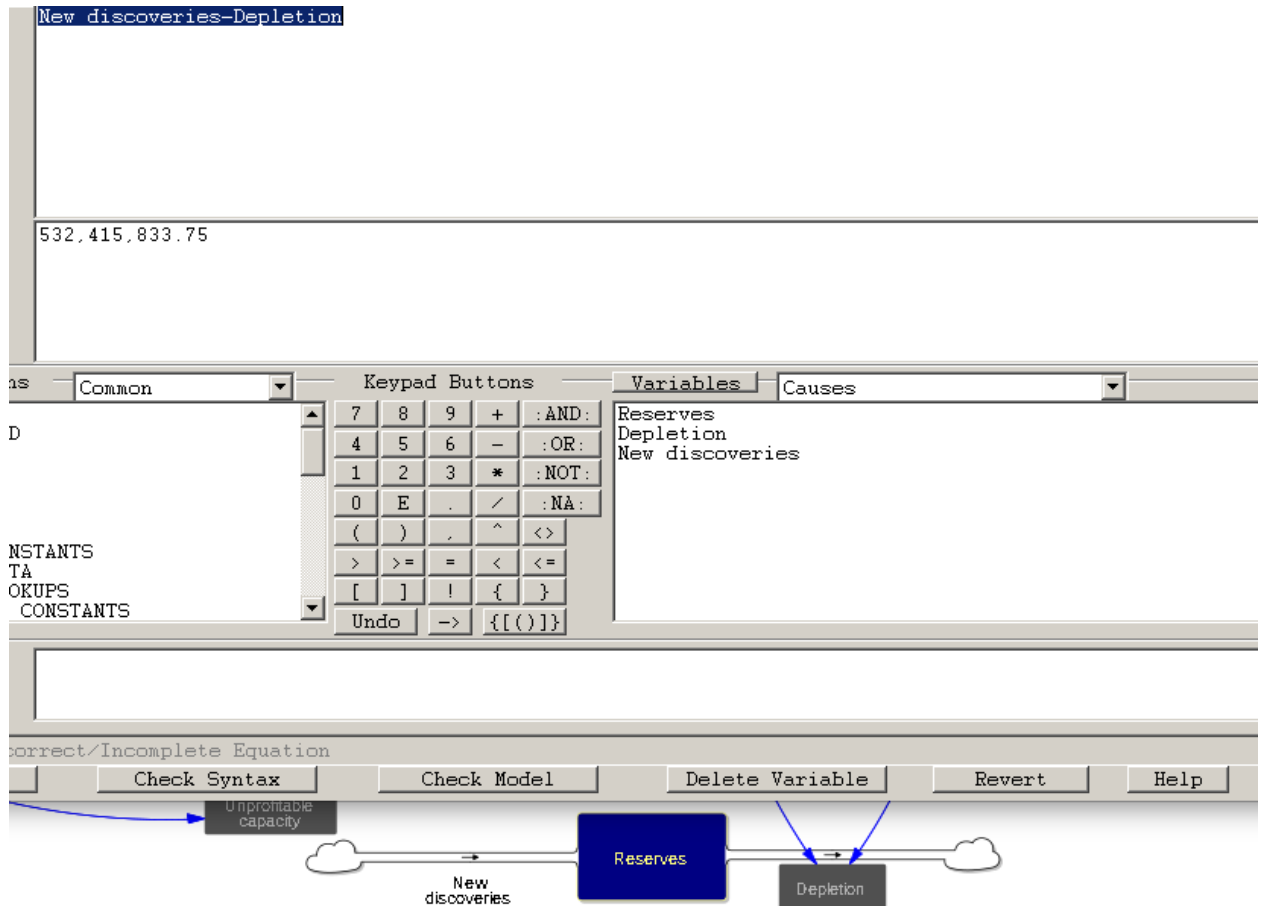 New discoveries-Depletion
532,415,833.75
ns Common Keypad Buttons Variables Causes
7 8 9 + :AND: Reserves
D 4 5 6 - :OR: Depletion
New discoveries
1 2 3 * :NOT:
0 E . / :NA:
( ) , ^ <>
NSTANTS
TA > >= = < <=
OKUPS [ ] ! { }
CONSTANTS
Undo -> {[()]}
correct/Incomplete Equation
Check Syntax Check Model Delete Variable Revert Help
Unprofitable
capacity
Reserves
New
discoveries
Depletion